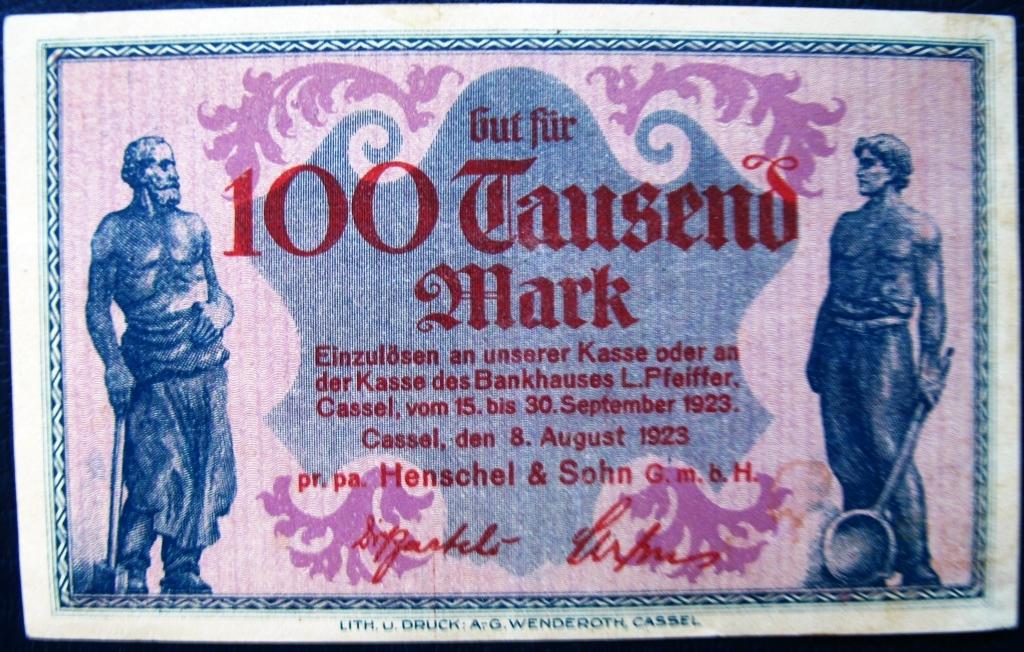 Gut für
100 Tausend
Mark
Einzulösen an unserer Kasse oder an
der Kasse des Bankhauses L. Pfeiffer,
Cassel, vom 15. bis 30. September 1923.
Cassel, den 8. August 1923
pr. pa. Henschel & Sohn G. m. b. H.
LITH. U. DRUCK: A. G. WENDEROTH, CASSEL